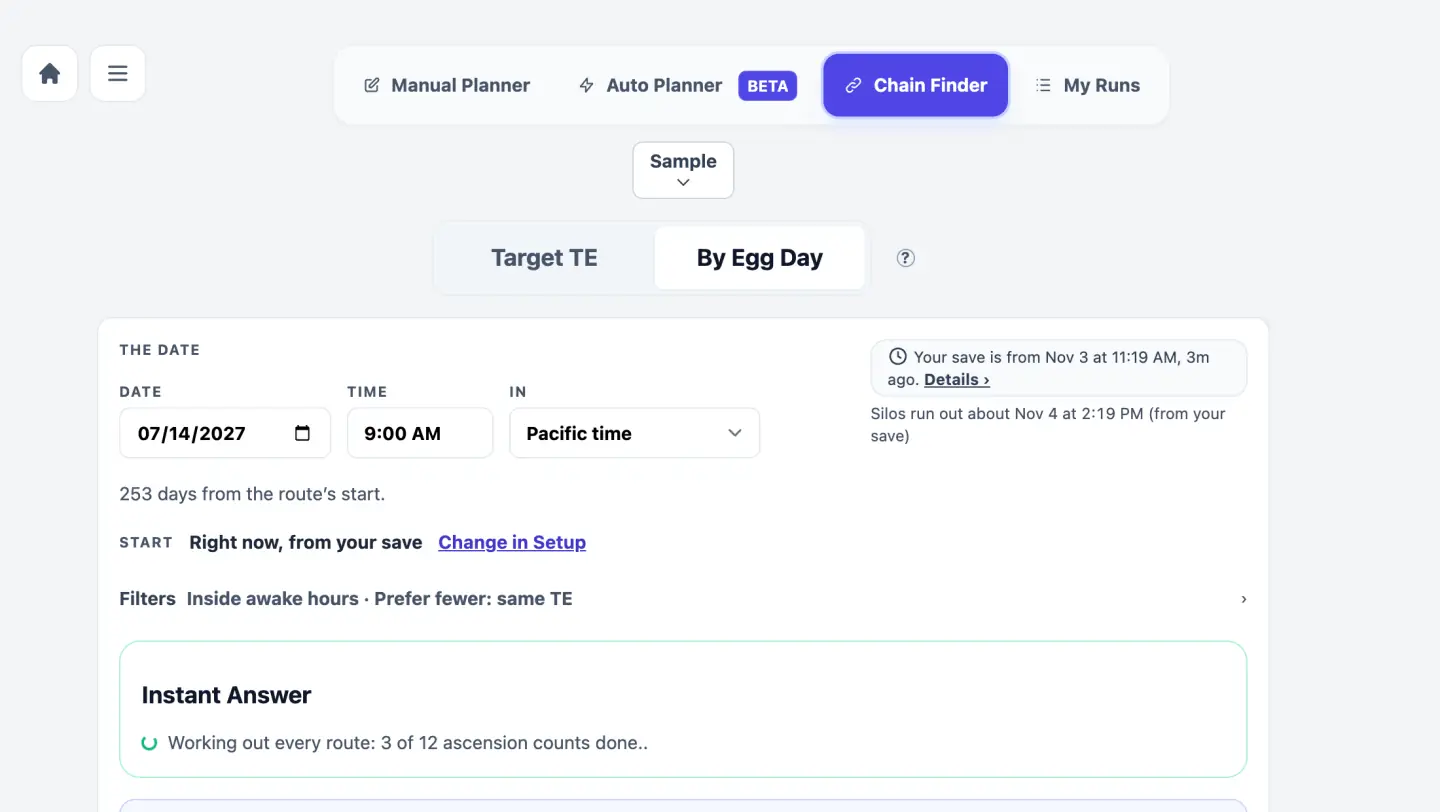 Manual Planner
Auto Planner BETA
Chain Finder
My Runs
Sample
Target TE
By Egg Day
?
THE DATE
DATE
TIME
IN
07/14/2027
9:00 AM
Pacific time
Your save is from Nov 3 at 11:19 AM, 3m
ago. Details ›
Silos run out about Nov 4 at 2:19 PM (from your
save)
253 days from the route’s start.
START Right now, from your save Change in Setup
Filters Inside awake hours · Prefer fewer: same TE ›
Instant Answer
Working out every route: 3 of 12 ascension counts done..